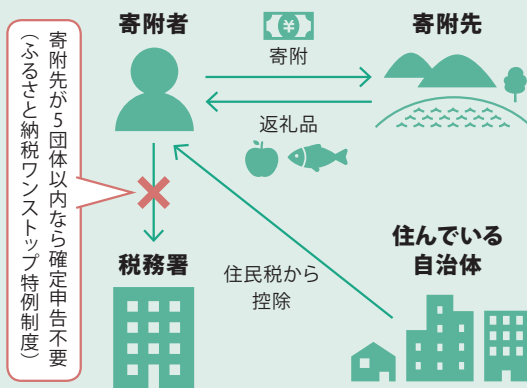 寄附先が5団体以内なら確定申告不要
（ふるさと納税ワンストップ特例制度）
寄附者
¥
寄附
寄附先
返礼品
税務署
住民税から
控除
住んでいる
自治体